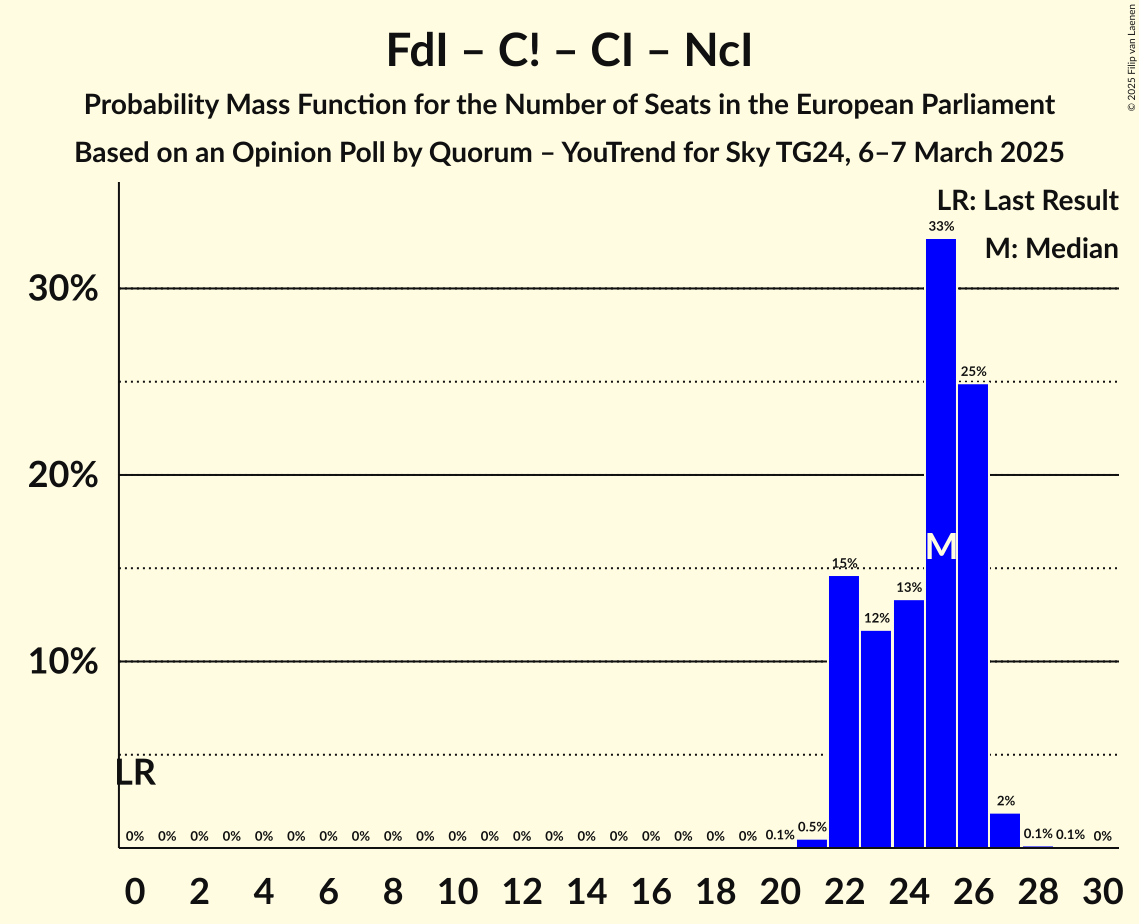 FdI – C! – CI – NcI
Probability Mass Function for the Number of Seats in the European Parliament
Based on an Opinion Poll by Quorum – YouTrend for Sky TG24, 6–7 March 2025
© 2025 Filip van Laenen
LR: Last Result
M: Median
30%
20%
10%
33%
25%
M
15%
13%
12%
LR
0% 0% 0% 0% 0% 0% 0% 0% 0% 0% 0% 0% 0% 0% 0% 0% 0% 0% 0% 0% 0.1% 0.5% 2% 0.1% 0.1% 0%
0 2 4 6 8 10 12 14 16 18 20 22 24 26 28 30